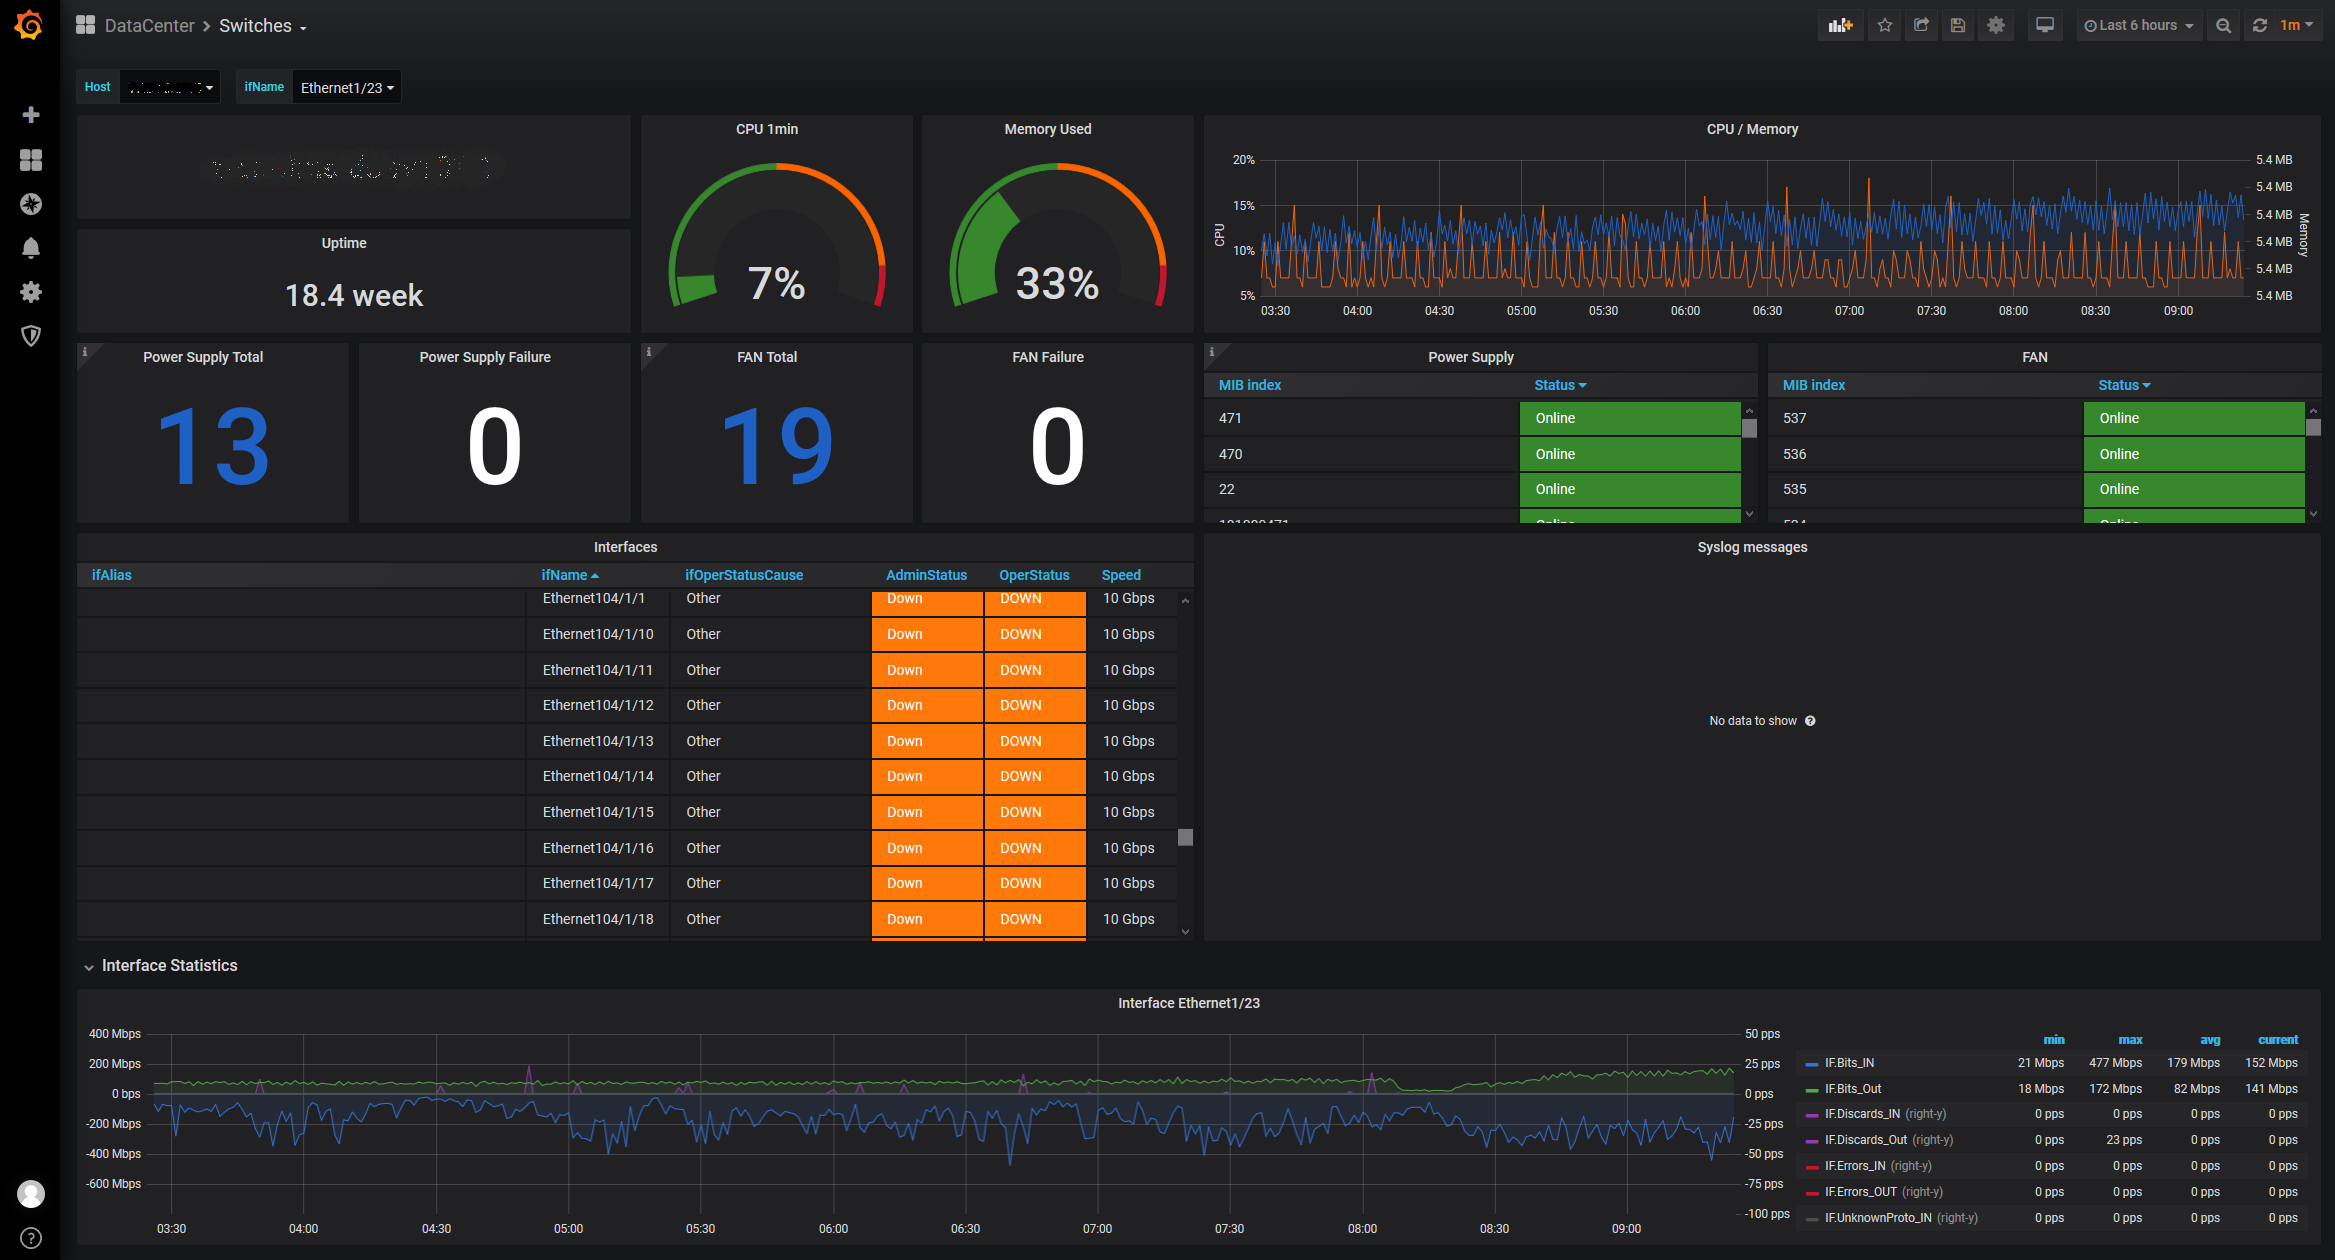 DataCenter > Switches
Last 6 hours
1m
Host
ifName Ethernet1/23
CPU 1min
7%
Memory Used
33%
CPU / Memory
20%
15%
10%
5%
CPU
5.4 MB
5.4 MB
5.4 MB
5.4 MB
5.4 MB
5.4 MB
Memory
03:30 04:00 04:30 05:00 05:30 06:00 06:30 07:00 07:30 08:00 08:30 09:00
Uptime
18.4 week
Power Supply Total
13
Power Supply Failure
0
FAN Total
19
FAN Failure
0
Power Supply
MIB index Status
471 Online
470 Online
22 Online
FAN
MIB index Status
537 Online
536 Online
535 Online
Interfaces
ifAlias ifName ifOperStatusCause AdminStatus OperStatus Speed
Ethernet104/1/1 Other Down DOWN 10 Gbps
Ethernet104/1/10 Other Down DOWN 10 Gbps
Ethernet104/1/11 Other Down DOWN 10 Gbps
Ethernet104/1/12 Other Down DOWN 10 Gbps
Ethernet104/1/13 Other Down DOWN 10 Gbps
Ethernet104/1/14 Other Down DOWN 10 Gbps
Ethernet104/1/15 Other Down DOWN 10 Gbps
Ethernet104/1/16 Other Down DOWN 10 Gbps
Ethernet104/1/17 Other Down DOWN 10 Gbps
Ethernet104/1/18 Other Down DOWN 10 Gbps
Syslog messages
No data to show
Interface Statistics
Interface Ethernet1/23
400 Mbps
200 Mbps
0 bps
-200 Mbps
-400 Mbps
-600 Mbps
50 pps
25 pps
0 pps
-25 pps
-50 pps
-75 pps
-100 pps
03:30 04:00 04:30 05:00 05:30 06:00 06:30 07:00 07:30 08:00 08:30 09:00
min max avg current
IF.Bits_IN 21 Mbps 477 Mbps 179 Mbps 152 Mbps
IF.Bits_Out 18 Mbps 172 Mbps 82 Mbps 141 Mbps
IF.Discards_IN (right-y) 0 pps 0 pps 0 pps 0 pps
IF.Discards_Out (right-y) 0 pps 23 pps 0 pps 0 pps
IF.Errors_IN (right-y) 0 pps 0 pps 0 pps 0 pps
IF.Errors_OUT (right-y) 0 pps 0 pps 0 pps 0 pps
IF.UnknownProto_IN (right-y) 0 pps 0 pps 0 pps 0 pps